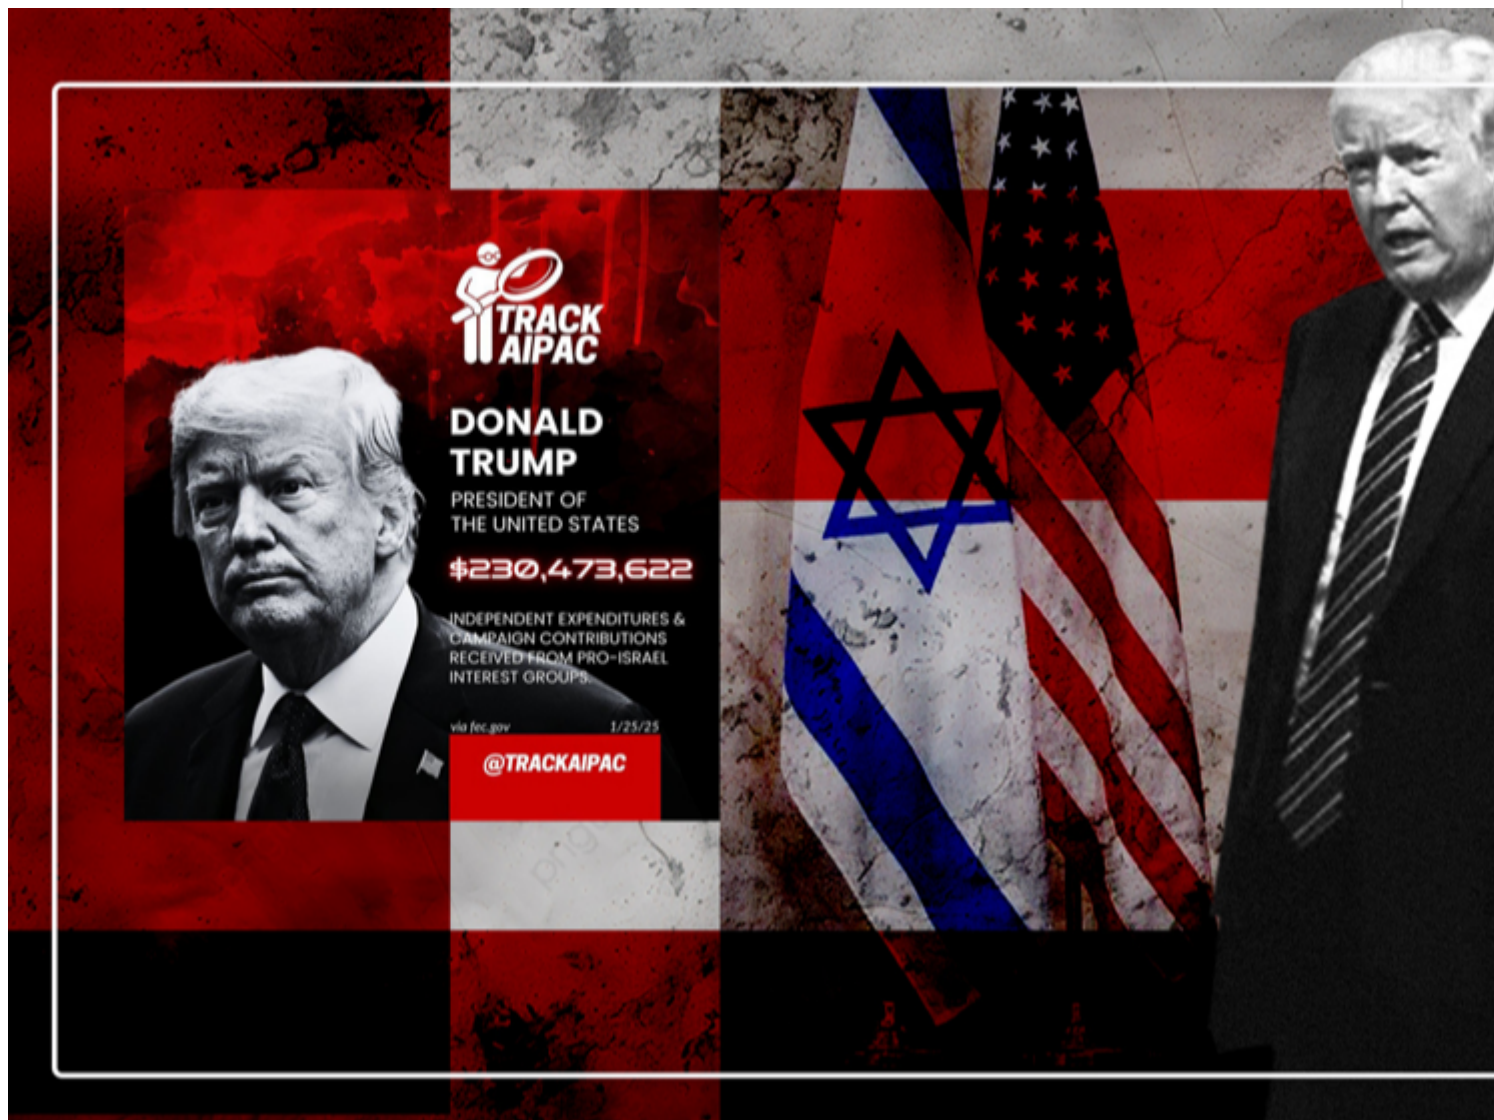 TRACK
AIPAC
DONALD
TRUMP
PRESIDENT OF
THE UNITED STATES
$230,473,622
INDEPENDENT EXPENDITURES &
CAMPAIGN CONTRIBUTIONS
RECEIVED FROM PRO-ISRAEL
INTEREST GROUPS.
via fec.gov 1/25/25
@TRACKAIPAC